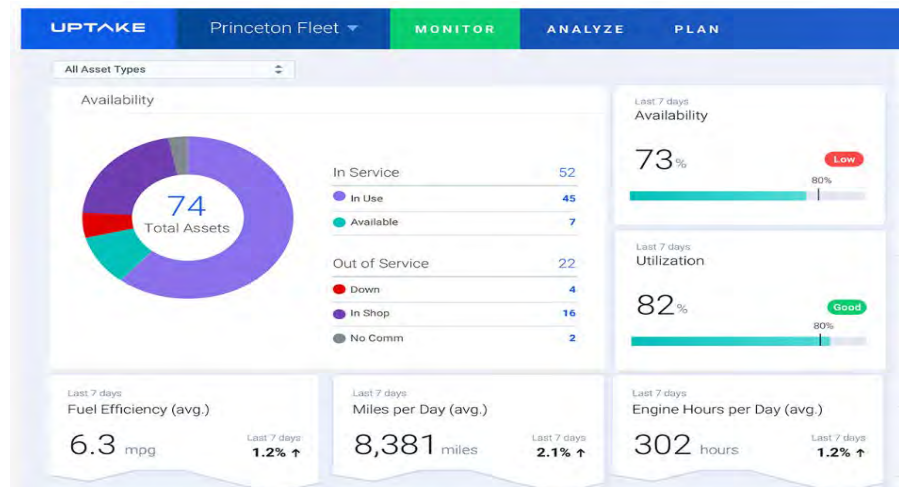 UPTAKE
Princeton Fleet
MONITOR
ANALYZE
PLAN
All Asset Types
Availability
74
Total Assets
In Service 52
In Use 45
Available 7
Out of Service 22
Down 4
In Shop 16
No Comm 2
Last 7 days
Availability
73%
Low
80%
Last 7 days
Utilization
82%
Good
80%
Last 7 days
Fuel Efficiency (avg.)
6.3 mpg
Last 7 days
1.2% ↑
Last 7 days
Miles per Day (avg.)
8,381 miles
Last 7 days
2.1% ↑
Last 7 days
Engine Hours per Day (avg.)
302 hours
Last 7 days
1.2% ↑